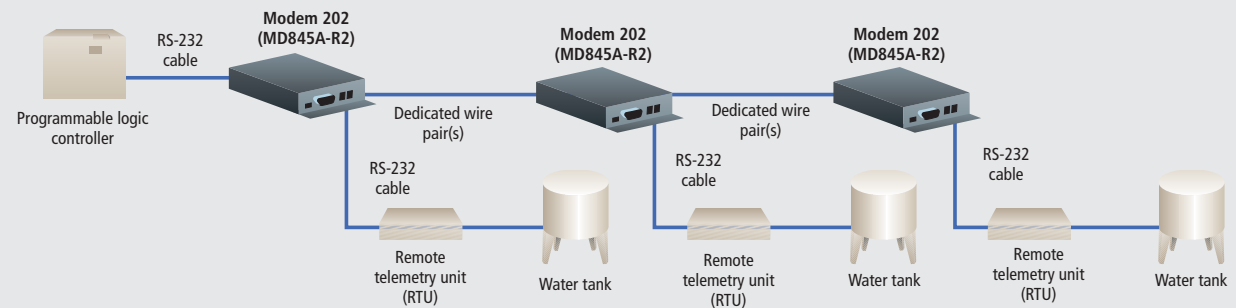 Modem 202
(MD845A-R2)
Modem 202
(MD845A-R2)
Modem 202
(MD845A-R2)
RS-232
cable
Programmable logic
controller
Dedicated wire
pair(s)
Dedicated wire
pair(s)
RS-232
cable
RS-232
cable
RS-232
cable
Remote
telemetry unit
(RTU)
Water tank
Remote
telemetry unit
(RTU)
Water tank
Remote
telemetry unit
(RTU)
Water tank